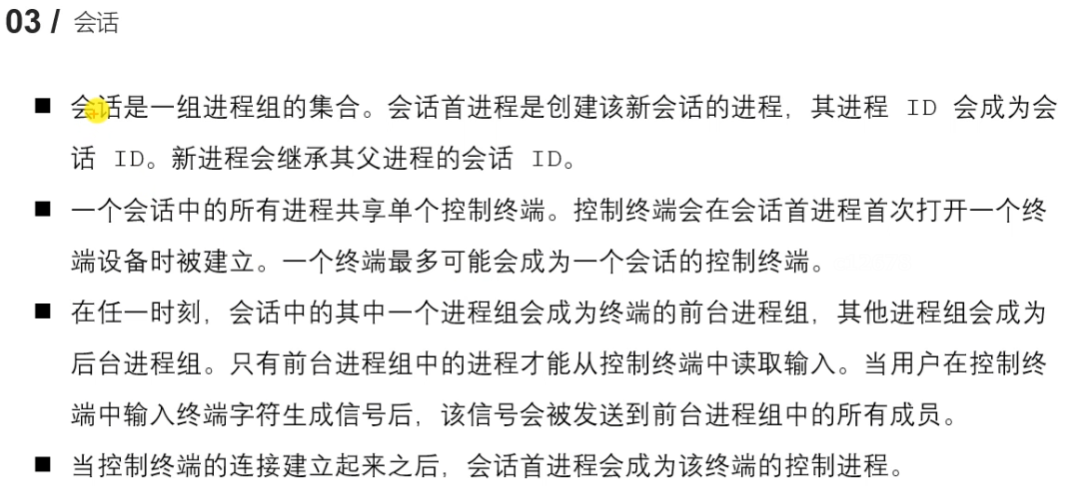 03 / 会话
■ 会话是一组进程组的集合。会话首进程是创建该新会话的进程，其进程 ID 会成为会
话 ID。新进程会继承其父进程的会话 ID。
■ 一个会话中的所有进程共享单个控制终端。控制终端会在会话首进程首次打开一个终
端设备时被建立。一个终端最多可能会成为一个会话的控制终端。
■ 在任一时刻，会话中的其中一个进程组会成为终端的前台进程组，其他进程组会成为
后台进程组。只有前台进程组中的进程才能从控制终端中读取输入。当用户在控制终
端中输入终端字符生成信号后，该信号会被发送到前台进程组中的所有成员。
■ 当控制终端的连接建立起来之后，会话首进程会成为该终端的控制进程。